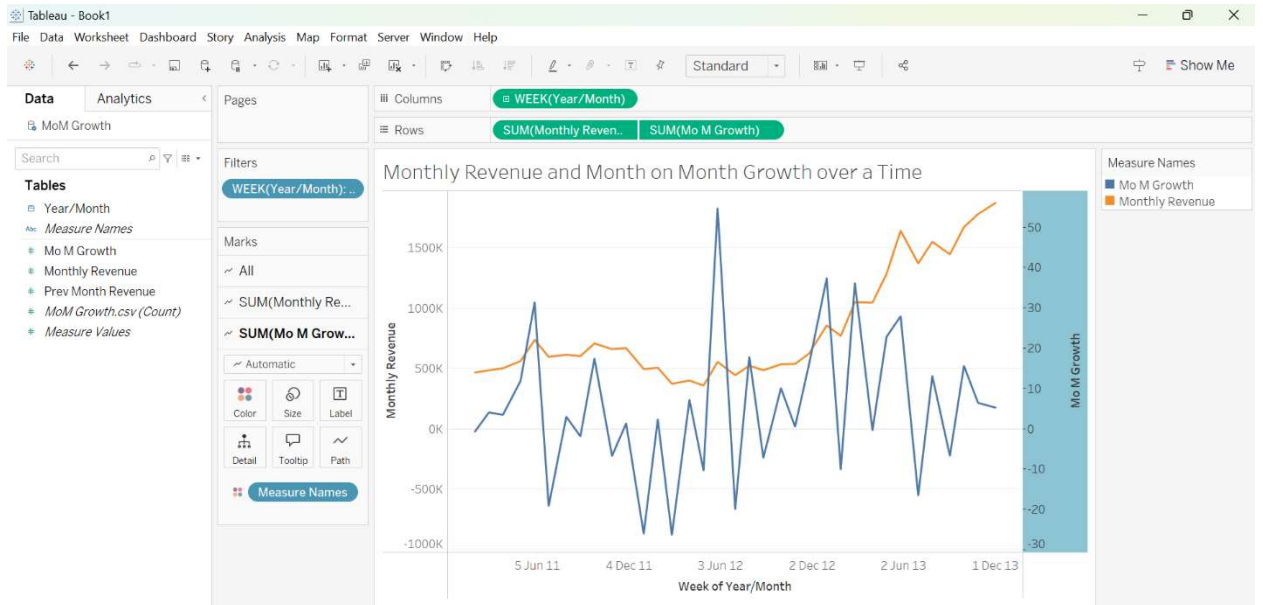 Tableau - Book1
File Data Worksheet Dashboard Story Analysis Map Format Server Window Help
Standard
Show Me
Data Analytics
MoM Growth
Search
Tables
Year/Month
Abc Measure Names
Mo M Growth
Monthly Revenue
Prev Month Revenue
MoM Growth.csv (Count)
Measure Values
Pages
Filters
WEEK(Year/Month): ..
Marks
All
SUM(Monthly Re...
SUM(Mo M Grow...
Automatic
Color Size Label
Detail Tooltip Path
Measure Names
Columns WEEK(Year/Month)
Rows SUM(Monthly Reven.. SUM(Mo M Growth)
Monthly Revenue and Month on Month Growth over a Time
Monthly Revenue
1500K
1000K
500K
0K
-500K
-1000K
50
40
30
20
10
0
-10
-20
-30
Mo M Growth
5 Jun 11 4 Dec 11 3 Jun 12 2 Dec 12 2 Jun 13 1 Dec 13
Week of Year/Month
Measure Names
Mo M Growth
Monthly Revenue